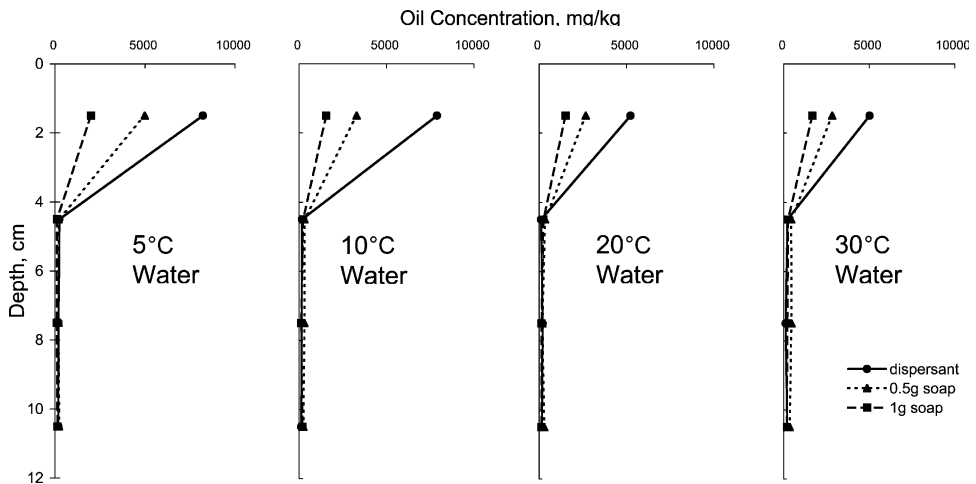 Oil Concentration, mg/kg
0 5000 10000 0 5000 10000 0 5000 10000 0 5000 10000
0
2
4
6
8
10
12
Depth, cm
5°C
Water
10°C
Water
20°C
Water
30°C
Water
dispersant
0.5g soap
1g soap